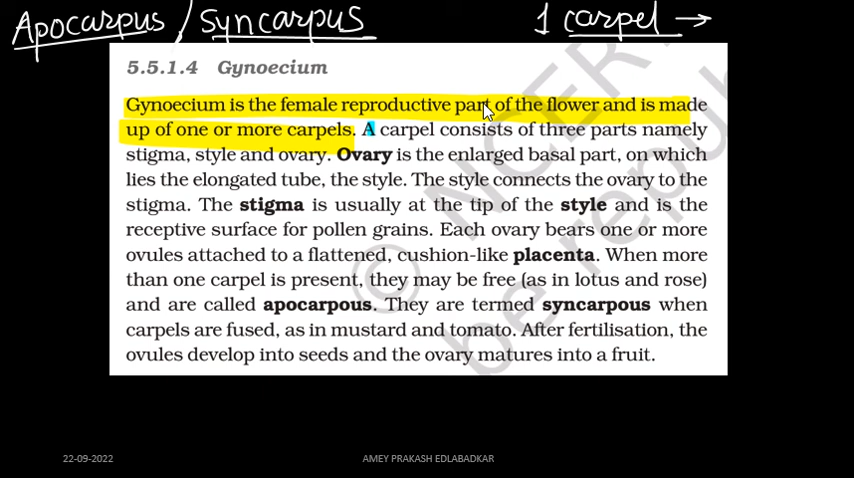 Apocarpus / Syncarpus
1 carpel →
5.5.1.4 Gynoecium
Gynoecium is the female reproductive part of the flower and is made
up of one or more carpels. A carpel consists of three parts namely
stigma, style and ovary. Ovary is the enlarged basal part, on which
lies the elongated tube, the style. The style connects the ovary to the
stigma. The stigma is usually at the tip of the style and is the
receptive surface for pollen grains. Each ovary bears one or more
ovules attached to a flattened, cushion-like placenta. When more
than one carpel is present, they may be free (as in lotus and rose)
and are called apocarpous. They are termed syncarpous when
carpels are fused, as in mustard and tomato. After fertilisation, the
ovules develop into seeds and the ovary matures into a fruit.
© NCER
be repub
22-09-2022
AMEY PRAKASH EDLABADKAR